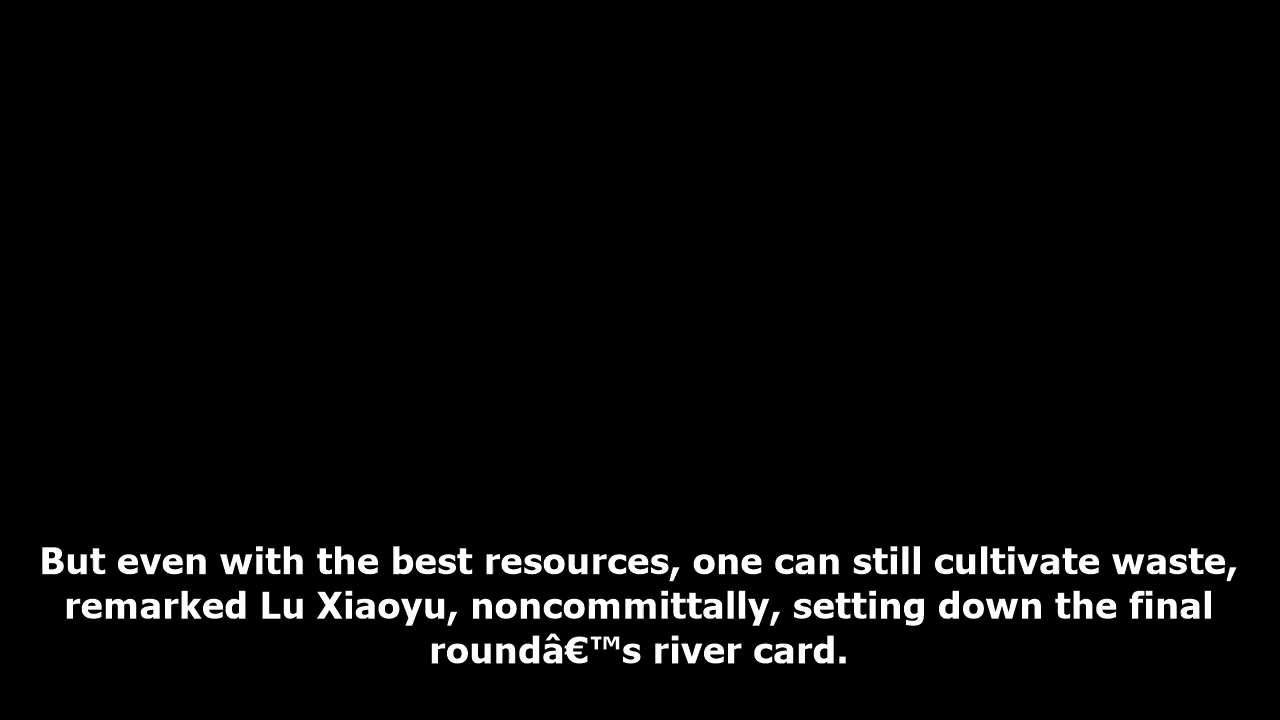 But even with the best resources, one can still cultivate waste,
remarked Lu Xiaoyu, noncommittally, setting down the final
roundâ€™s river card.